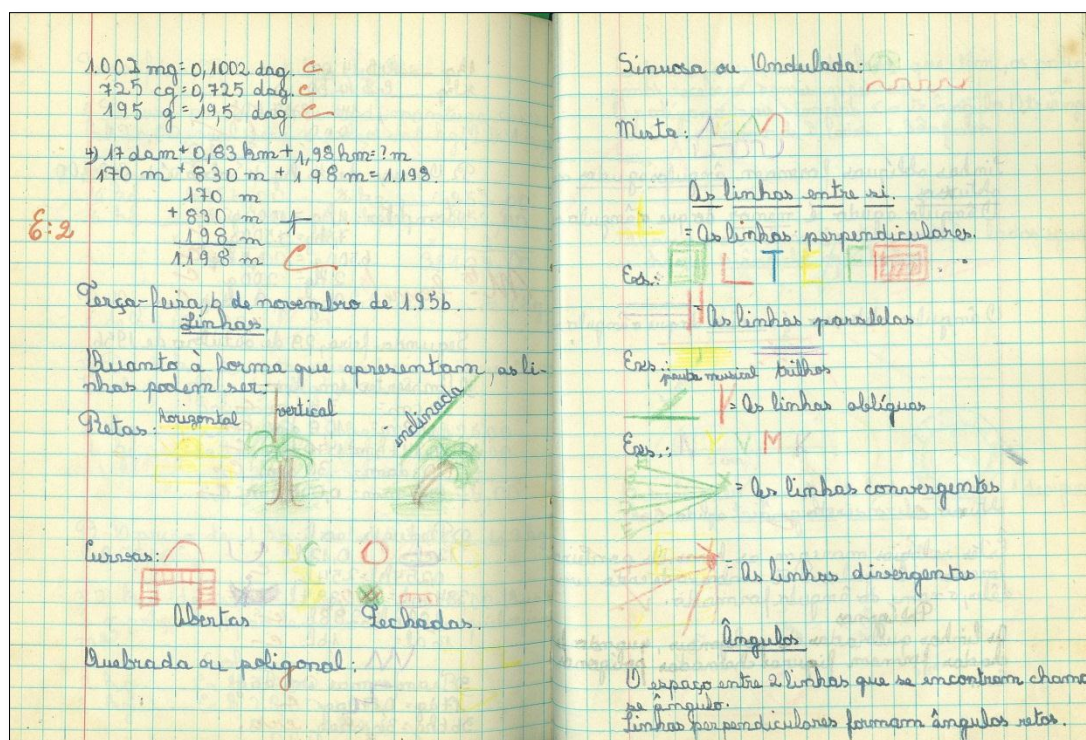 1.002 mg = 0,1002 dag. C
725 cg = 0,725 dag. C
195 g = 19,5 dag. C
4) 17 dam + 0,83 km + 1,98 hm = ? m
170 m + 830 m + 198 m = 1.198.
170 m
+ 830 m
198 m
1.198 m C
E:2
Terça-feira, 6 de novembro de 1956.
Linhas.
Quanto à forma que apresentam, as li-
nhas podem ser:
Retas: horizontal vertical inclinada
Curvas:
Abertas Fechadas.
Quebrada ou poligonal:
Sinuosa ou Ondulada:
Mista:
As linhas entre si.
= As linhas perpendiculares.
Exs.: L T E F
= As linhas paralelas
Exs.: pauta musical trilhos
= As linhas oblíguas
Exs.: A Y V M K
= As linhas convergentes
= As linhas divergentes
Ângulos
O espaço entre 2 linhas que se encontram chama
se ângulo.
Linhas perpendiculares formam ângulos retos.